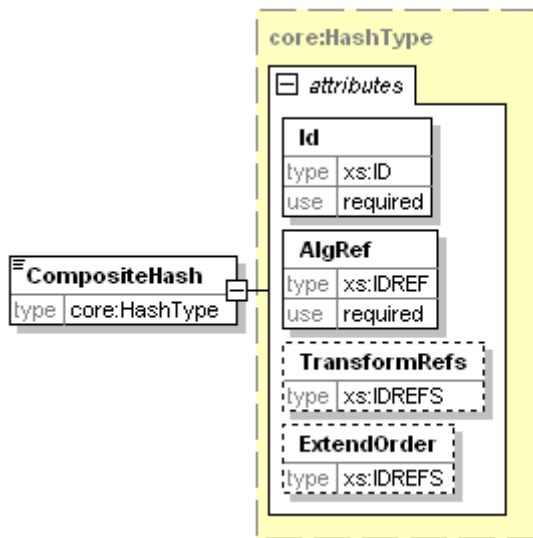 core:HashType
attributes
Id
type xs:ID
use required
AlgRef
type xs:IDREF
use required
CompositeHash
type core:HashType
TransformRefs
type xs:IDREFS
ExtendOrder
type xs:IDREFS